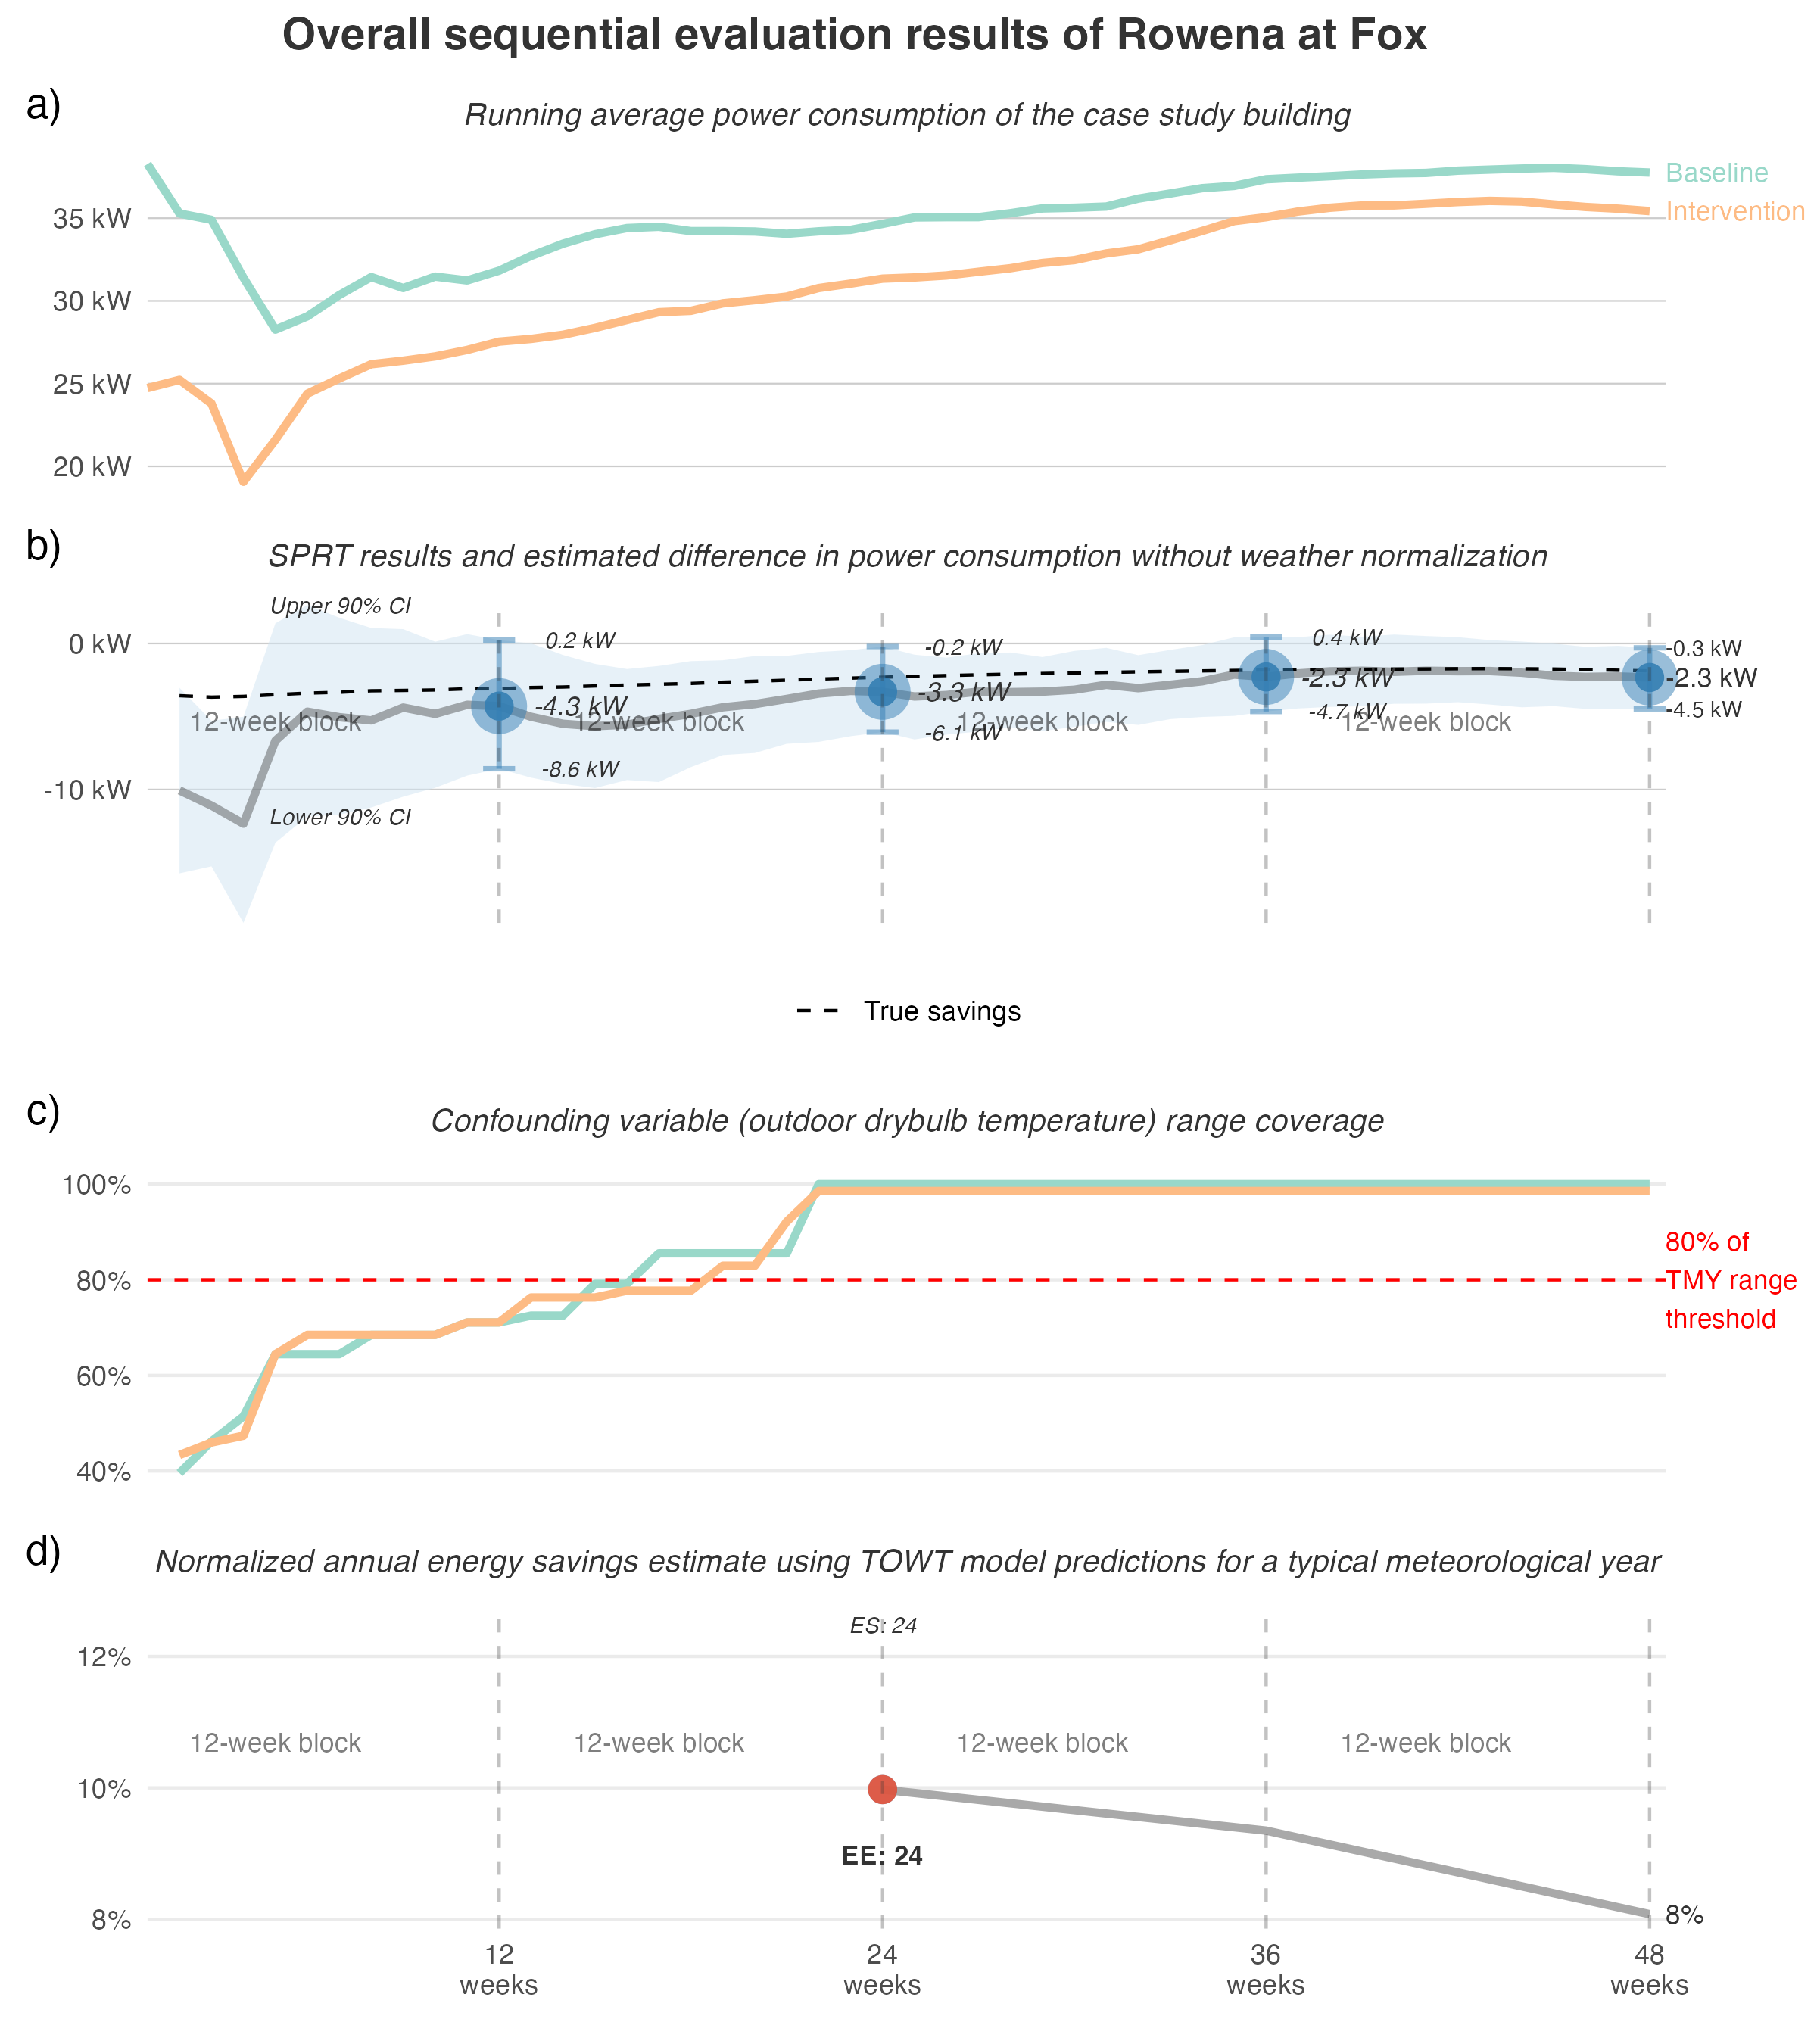 Overall sequential evaluation results of Rowena at Fox
a)
Running average power consumption of the case study building
Baseline
Intervention
35 kW
30 kW
25 kW
20 kW
b)
SPRT results and estimated difference in power consumption without weather normalization
Upper 90% CI
0 kW
0.2 kW
-0.2 kW
0.4 kW
-0.3 kW
-4.3 kW
-3.3 kW
-2.3 kW
-2.3 kW
12-week block
12-week block
12-week block
12-week block
-8.6 kW
-6.1 kW
-4.7 kW
-4.5 kW
-10 kW
Lower 90% CI
True savings
c)
Confounding variable (outdoor drybulb temperature) range coverage
100%
80%
60%
40%
80% of
TMY range
threshold
d)
Normalized annual energy savings estimate using TOWT model predictions for a typical meteorological year
ES: 24
12%
12-week block
12-week block
12-week block
12-week block
10%
EE: 24
8%
8%
12
weeks
24
weeks
36
weeks
48
weeks